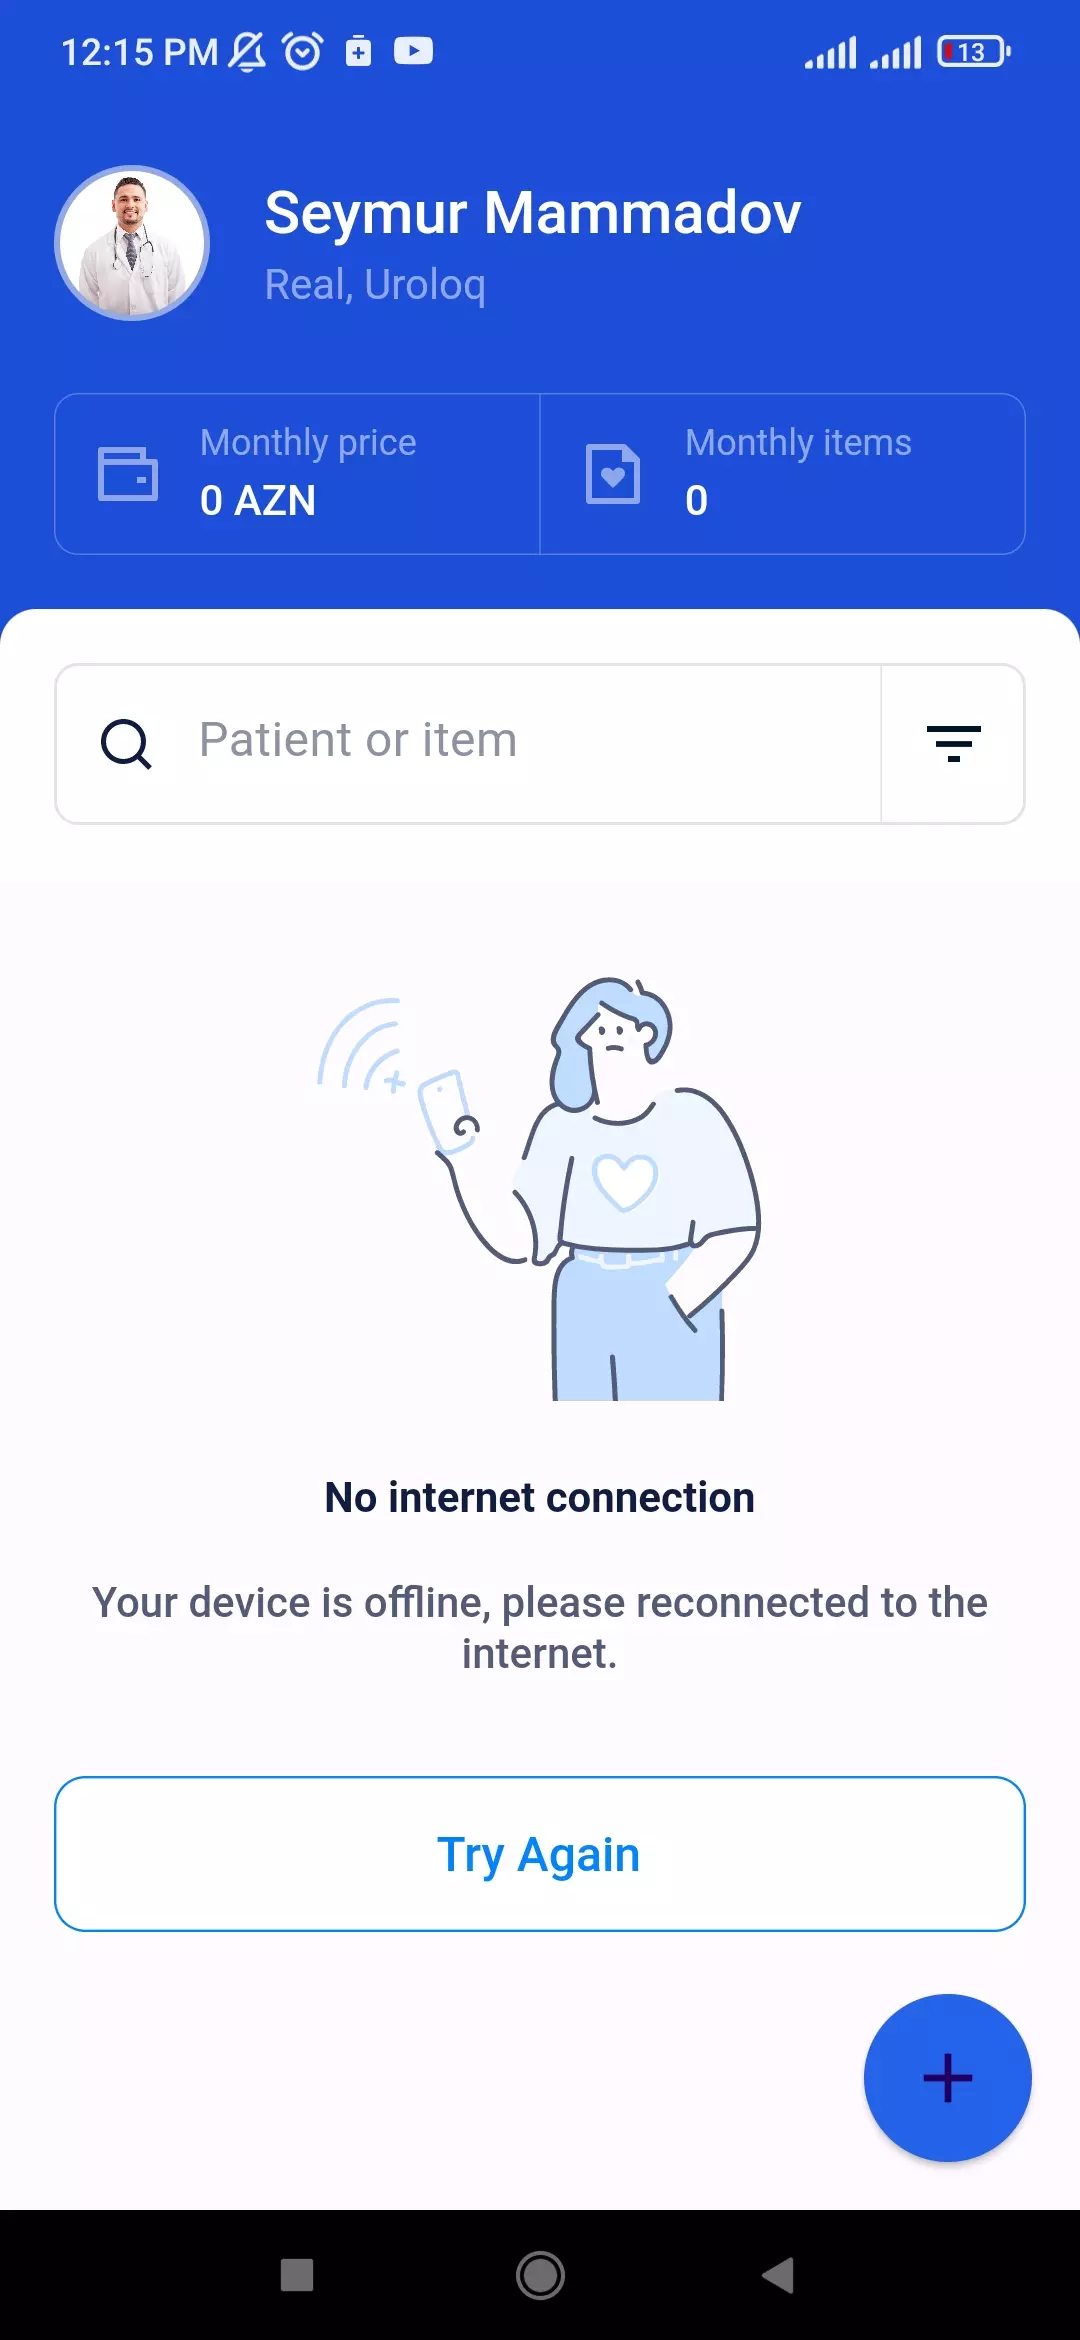 12:15 PM
13
Seymur Mammadov
Real, Uroloq
Monthly price
0 AZN
Monthly items
0
Patient or item
No internet connection
Your device is offline, please reconnected to the
internet.
Try Again